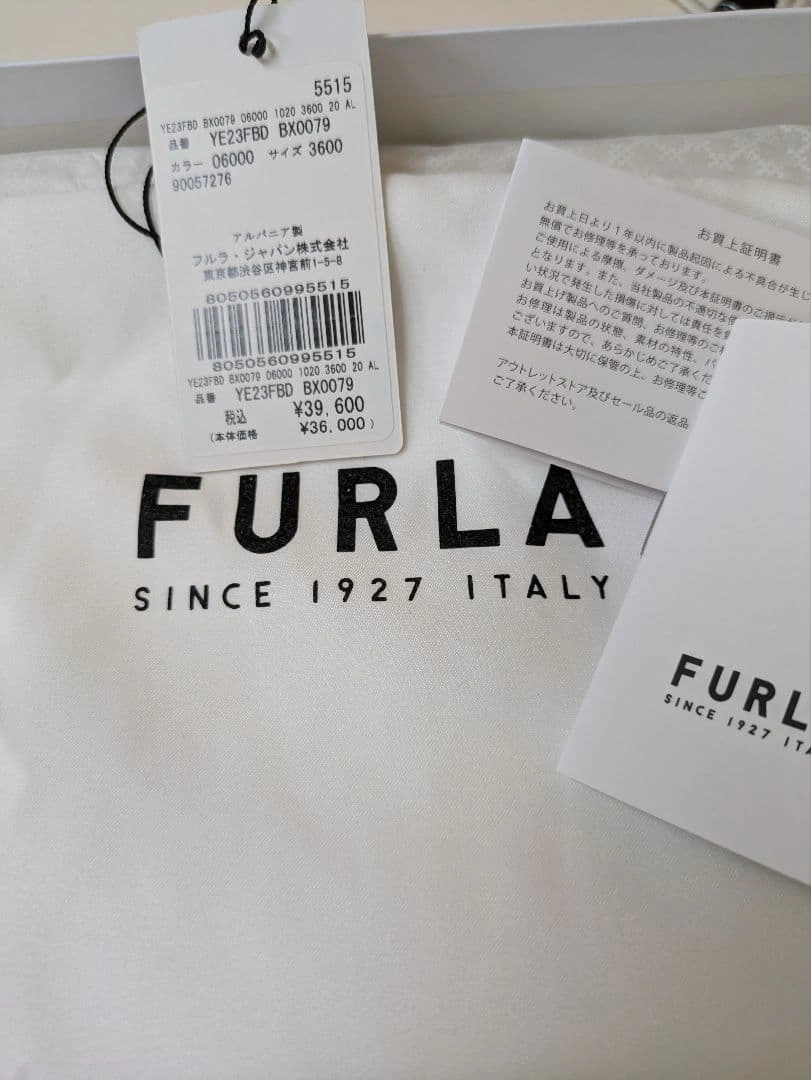 5515
YE23FBD BX0079 06000 1020 3600 20 AL
品番 YE23FBD BX0079
カラー 06000 サイズ 3600
90057276
アルバニア製
フルラ・ジャパン株式会社
東京都渋谷区神宮前1-5-8
8050560995515
8050560995515
YE23FBD BX0079 06000 1020 3600 20 AL
品番 YE23FBD BX0079
税込 ¥39,600
(本体価格 ¥36,000)
お買上証明書
お買上日より1年以内に製品起因による不具合が生じ
無償でお修理等を承っております。
ご使用による摩擦、ダメージ及び本証明書のご提示
となります。また、当社製品の不適切な使
い状況で発生した損傷に対しては責任を
お買上げ製品へのご質問、お修理等のご
お修理は製品の状態、素材の特性、パ
ございますので、あらかじめご了承くだ
本証明書は大切に保管の上、お修理等ご
アウトレットストア及びセール品の返品
ご了承ください。
FURLA
SINCE 1927 ITALY
FURL
SINCE 1927 ITA